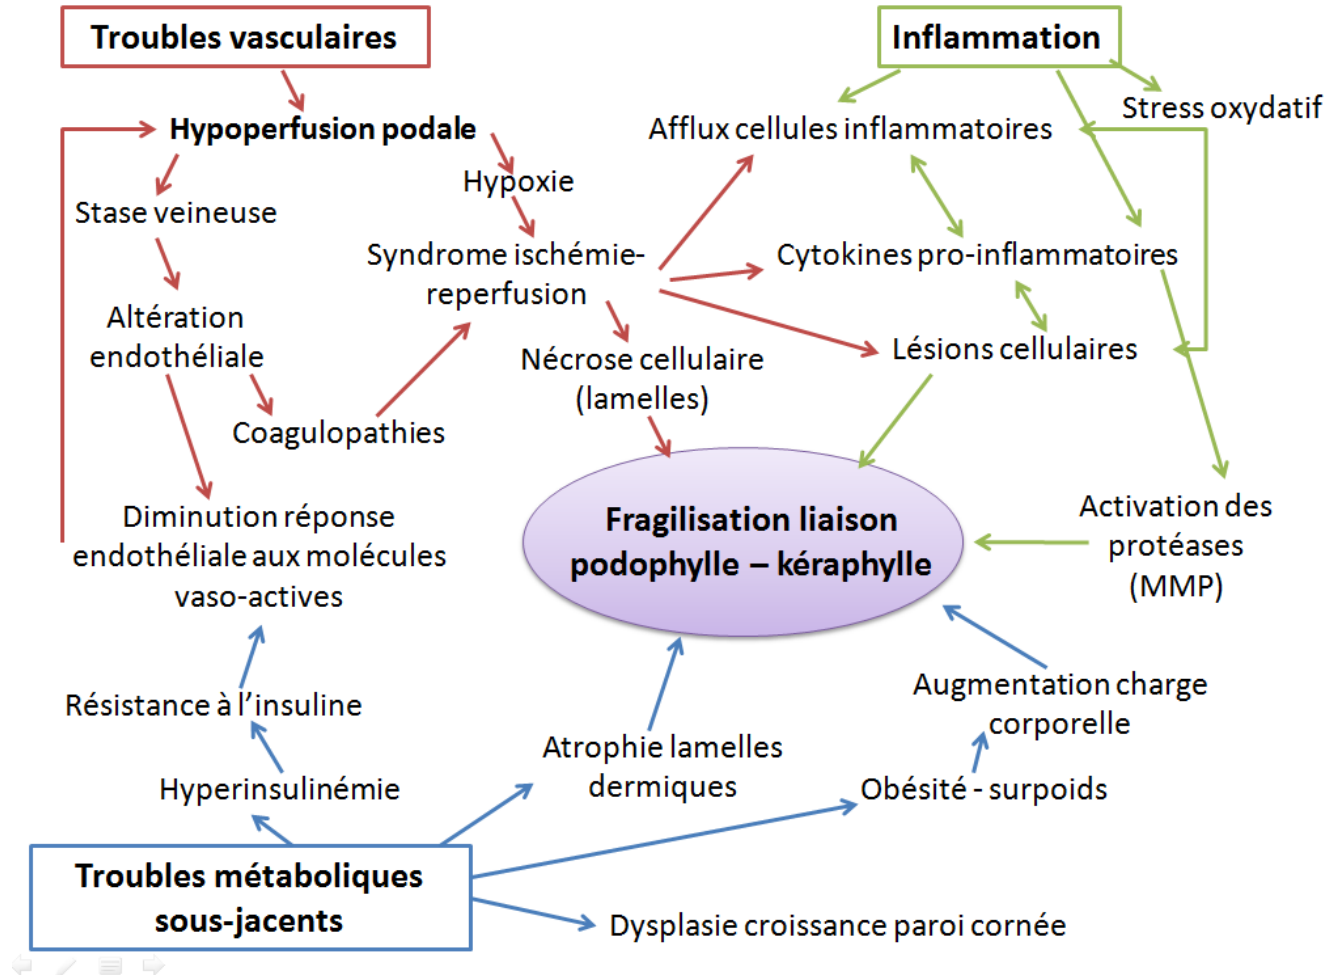 Troubles vasculaires
Inflammation
Stress oxydatif
Hypoperfusion podale
Afflux cellules inflammatoires
Hypoxie
Stase veineuse
Syndrome ischémie-
reperfusion
Cytokines pro-inflammatoires
Altération
endothéliale
Nécrose cellulaire
(lamelles)
Lésions cellulaires
Coagulopathies
Diminution réponse
endothéliale aux molécules
vaso-actives
Fragilisation liaison
podophylle – kéraphylle
Activation des
protéases
(MMP)
Résistance à l’insuline
Augmentation charge
corporelle
Atrophie lamelles
dermiques
Hyperinsulinémie
Obésité - surpoids
Troubles métaboliques
sous-jacents
Dysplasie croissance paroi cornée